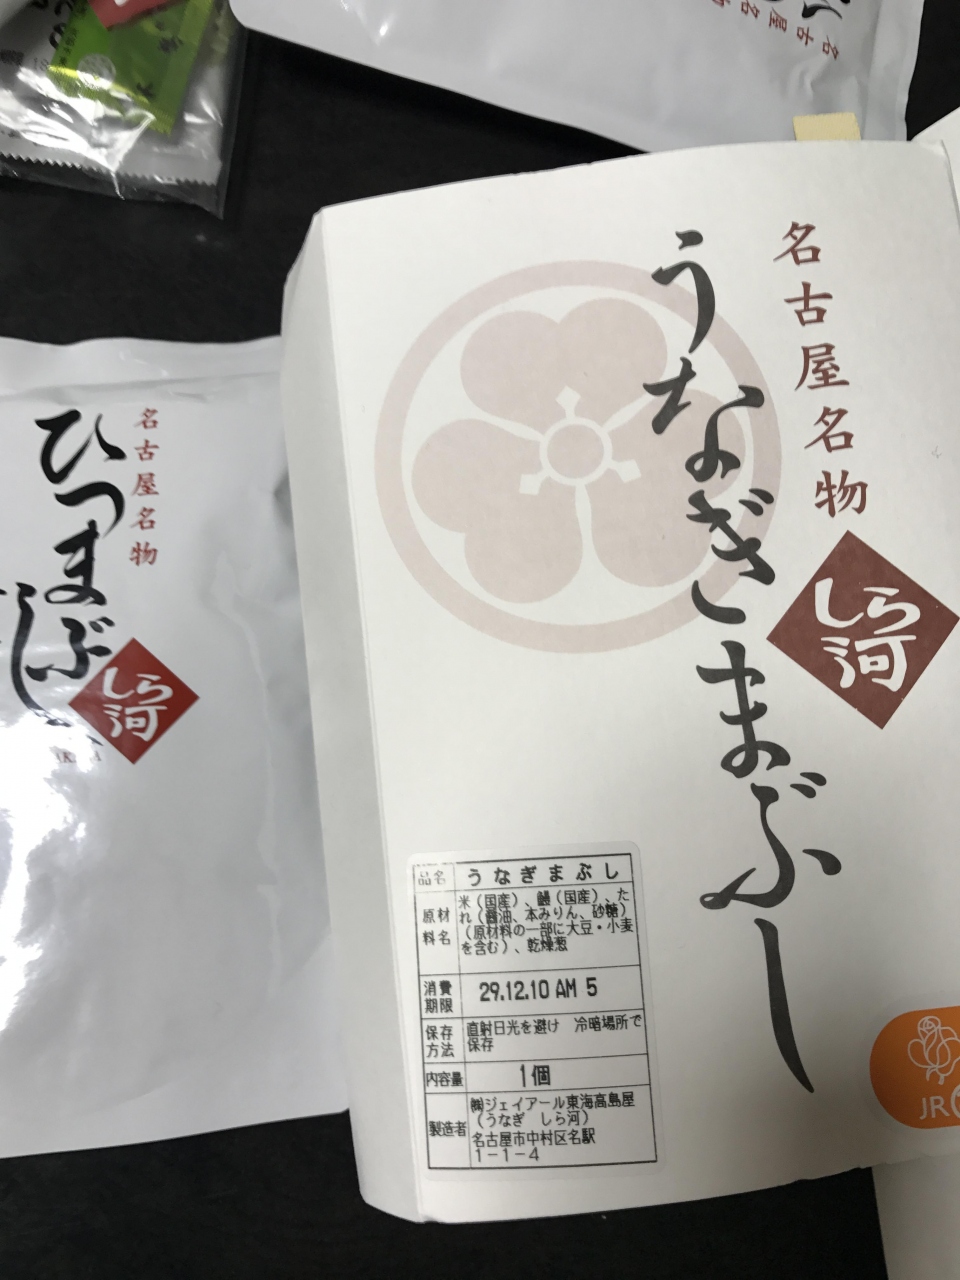 名古屋名物
うなぎまぶし
しら河
名古屋名物
ひつまぶし
しら河
名古屋名
品名 うなぎまぶし
原材料名 米（国産）、鰻（国産）、た
れ（醤油、本みりん、砂糖）
（原材料の一部に大豆・小麦
を含む）、乾燥葱
消費期限 29.12.10 AM 5
保存方法 直射日光を避け 冷暗場所で
保存
内容量 1個
製造者 ㈱ジェイアール東海高島屋
（うなぎ しら河）
名古屋市中村区名駅
1－1－4
JR